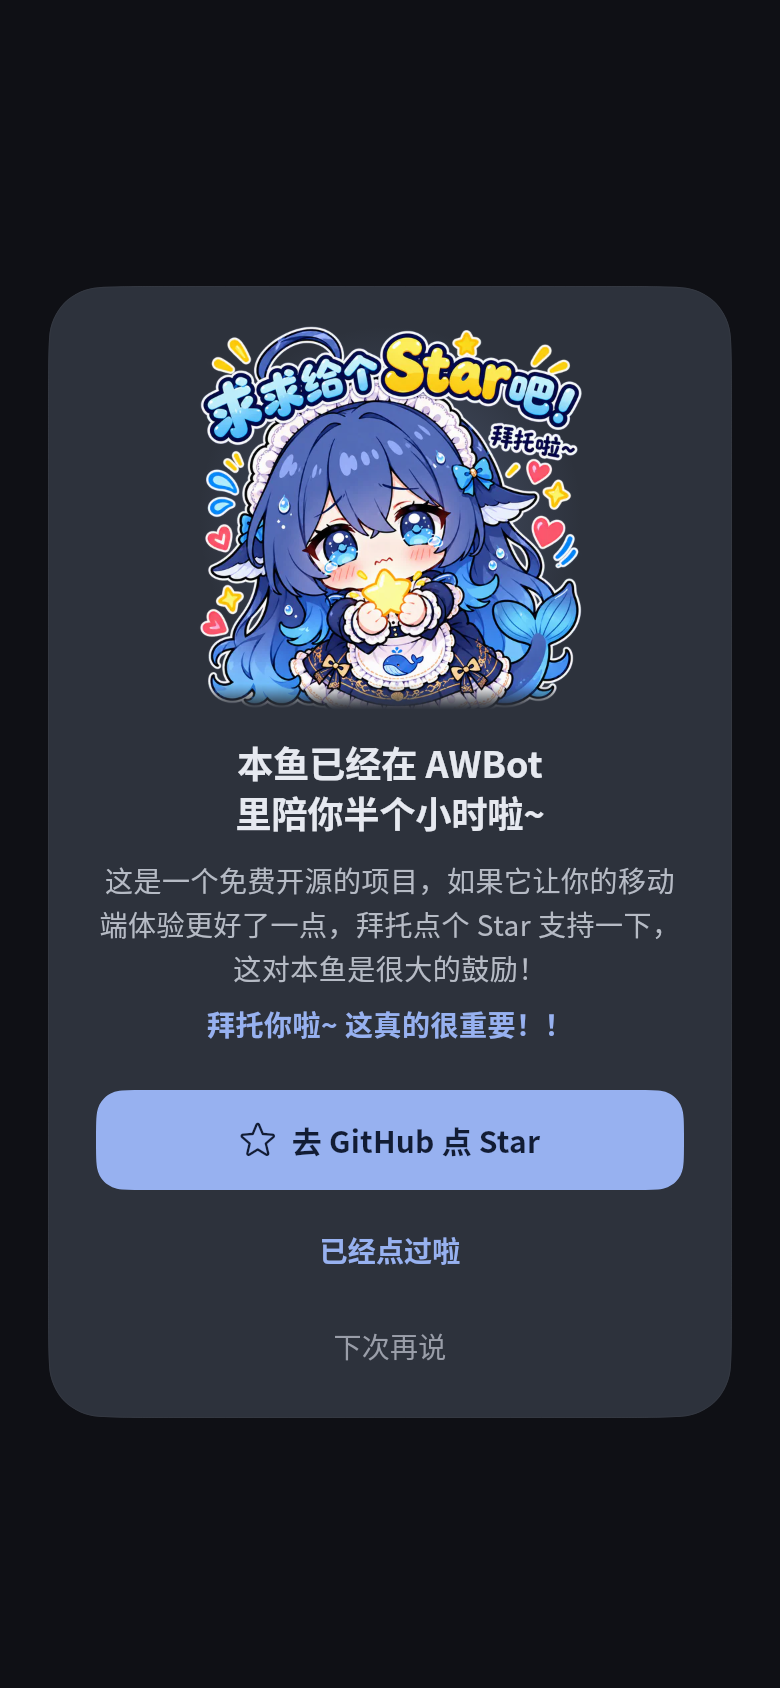 求求给个Star吧!
拜托啦~
本鱼已经在 AWBot
里陪你半个小时啦~
这是一个免费开源的项目，如果它让你的移动
端体验更好了一点，拜托点个 Star 支持一下，
这对本鱼是很大的鼓励！
拜托你啦~ 这真的很重要！！
去 GitHub 点 Star
已经点过啦
下次再说